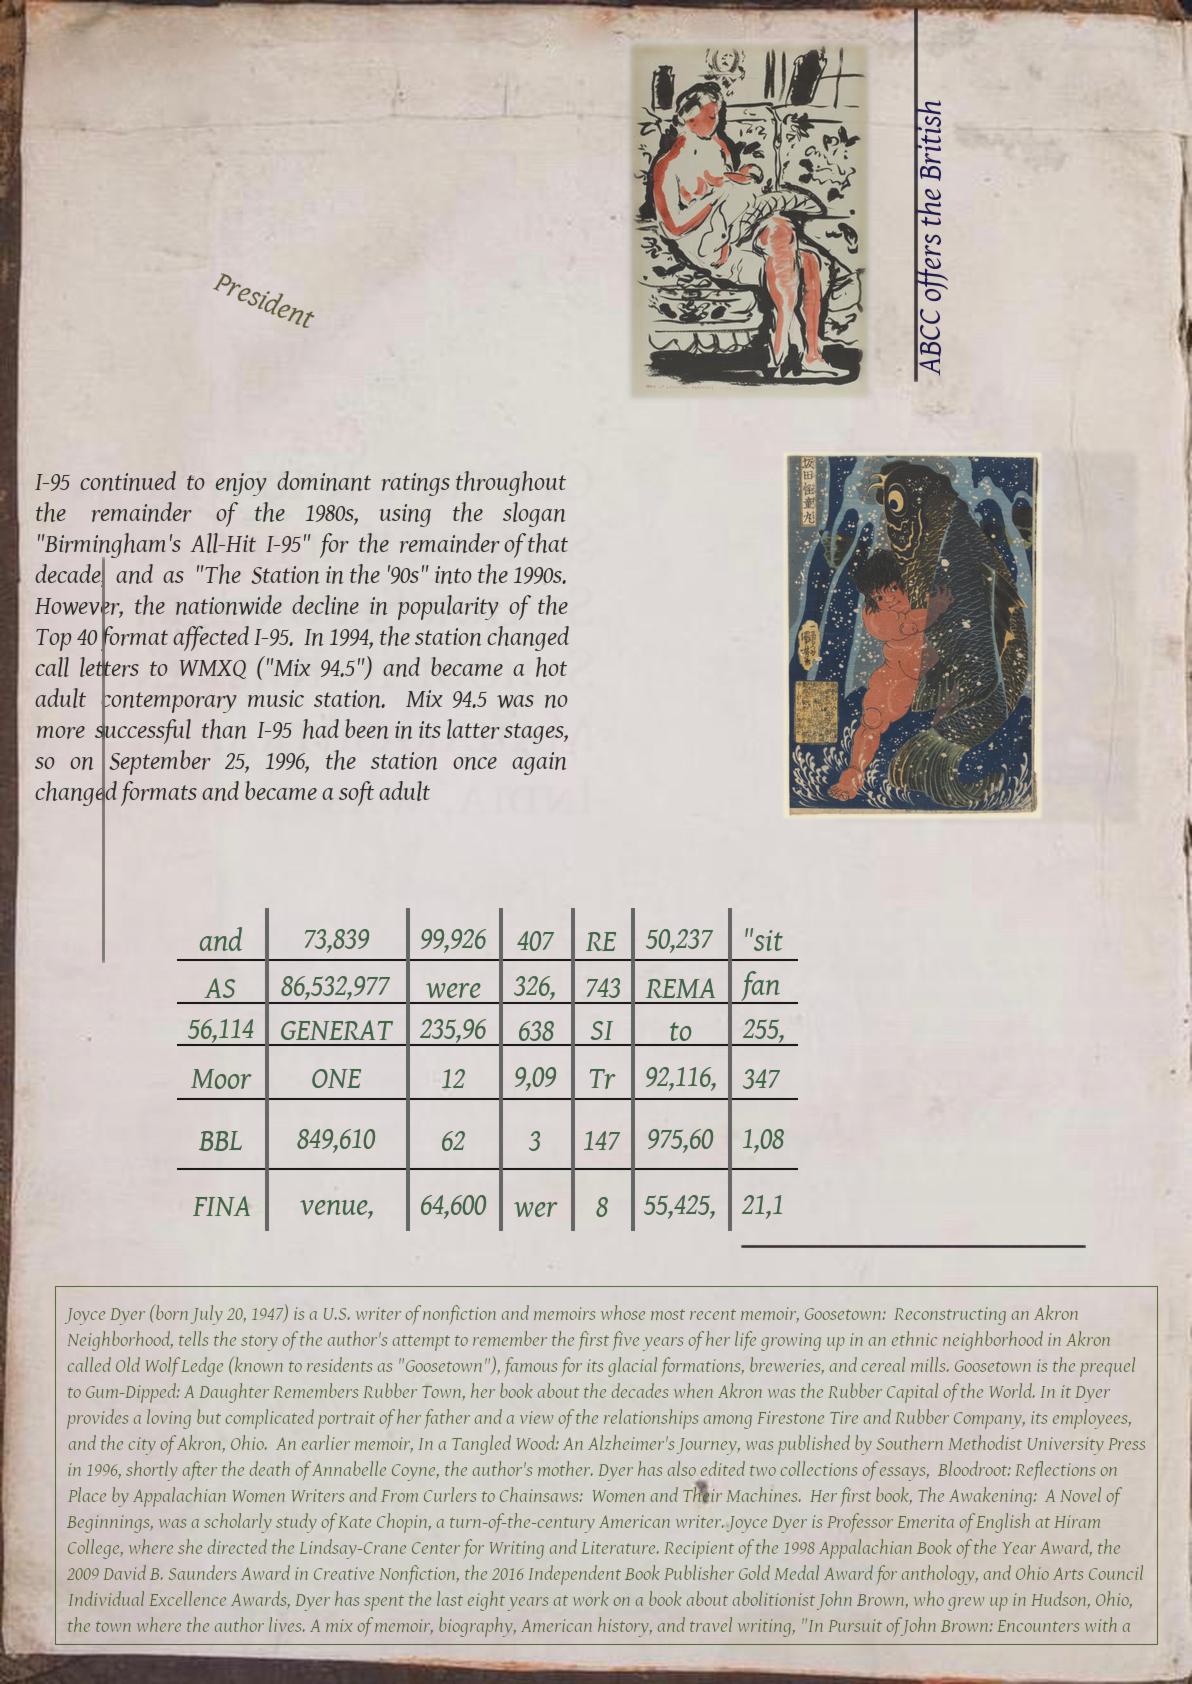 ABCC offers the British
President
I-95 continued to enjoy dominant ratings throughout
the remainder of the 1980s, using the slogan
"Birmingham's All-Hit I-95" for the remainder of that
decade, and as "The Station in the '90s" into the 1990s.
However, the nationwide decline in popularity of the
Top 40 format affected I-95. In 1994, the station changed
call letters to WMXQ ("Mix 94.5") and became a hot
adult contemporary music station. Mix 94.5 was no
more successful than I-95 had been in its latter stages,
so on September 25, 1996, the station once again
changed formats and became a soft adult
坂田怪童丸
and 73,839 99,926 407 RE 50,237 "sit
AS 86,532,977 were 326, 743 REMA fan
56,114 GENERAT 235,96 638 SI to 255,
Moor ONE 12 9,09 Tr 92,116, 347
BBL 849,610 62 3 147 975,60 1,08
FINA venue, 64,600 wer 8 55,425, 21,1
Joyce Dyer (born July 20, 1947) is a U.S. writer of nonfiction and memoirs whose most recent memoir, Goosetown: Reconstructing an Akron
Neighborhood, tells the story of the author's attempt to remember the first five years of her life growing up in an ethnic neighborhood in Akron
called Old Wolf Ledge (known to residents as "Goosetown"), famous for its glacial formations, breweries, and cereal mills. Goosetown is the prequel
to Gum-Dipped: A Daughter Remembers Rubber Town, her book about the decades when Akron was the Rubber Capital of the World. In it Dyer
provides a loving but complicated portrait of her father and a view of the relationships among Firestone Tire and Rubber Company, its employees,
and the city of Akron, Ohio. An earlier memoir, In a Tangled Wood: An Alzheimer's Journey, was published by Southern Methodist University Press
in 1996, shortly after the death of Annabelle Coyne, the author's mother. Dyer has also edited two collections of essays, Bloodroot: Reflections on
Place by Appalachian Women Writers and From Curlers to Chainsaws: Women and Their Machines. Her first book, The Awakening: A Novel of
Beginnings, was a scholarly study of Kate Chopin, a turn-of-the-century American writer. Joyce Dyer is Professor Emerita of English at Hiram
College, where she directed the Lindsay-Crane Center for Writing and Literature. Recipient of the 1998 Appalachian Book of the Year Award, the
2009 David B. Saunders Award in Creative Nonfiction, the 2016 Independent Book Publisher Gold Medal Award for anthology, and Ohio Arts Council
Individual Excellence Awards, Dyer has spent the last eight years at work on a book about abolitionist John Brown, who grew up in Hudson, Ohio,
the town where the author lives. A mix of memoir, biography, American history, and travel writing, "In Pursuit of John Brown: Encounters with a